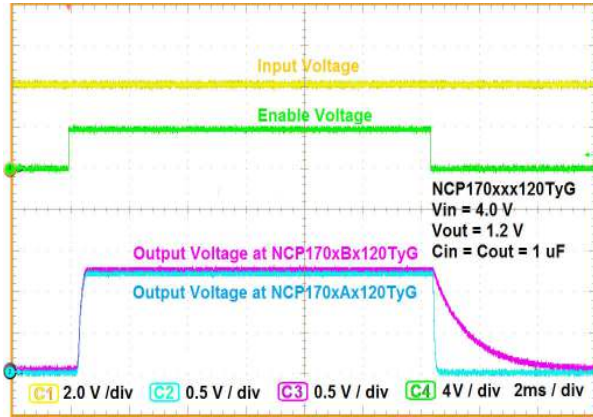 Input Voltage
Enable Voltage
NCP170xxx120TyG
Vin = 4.0 V
Vout = 1.2 V
Cin = Cout = 1 uF
Output Voltage at NCP170xBx120TyG
Output Voltage at NCP170xAx120TyG
C1 2.0 V /div C2 0.5 V / div C3 0.5 V / div C4 4V / div 2ms / div